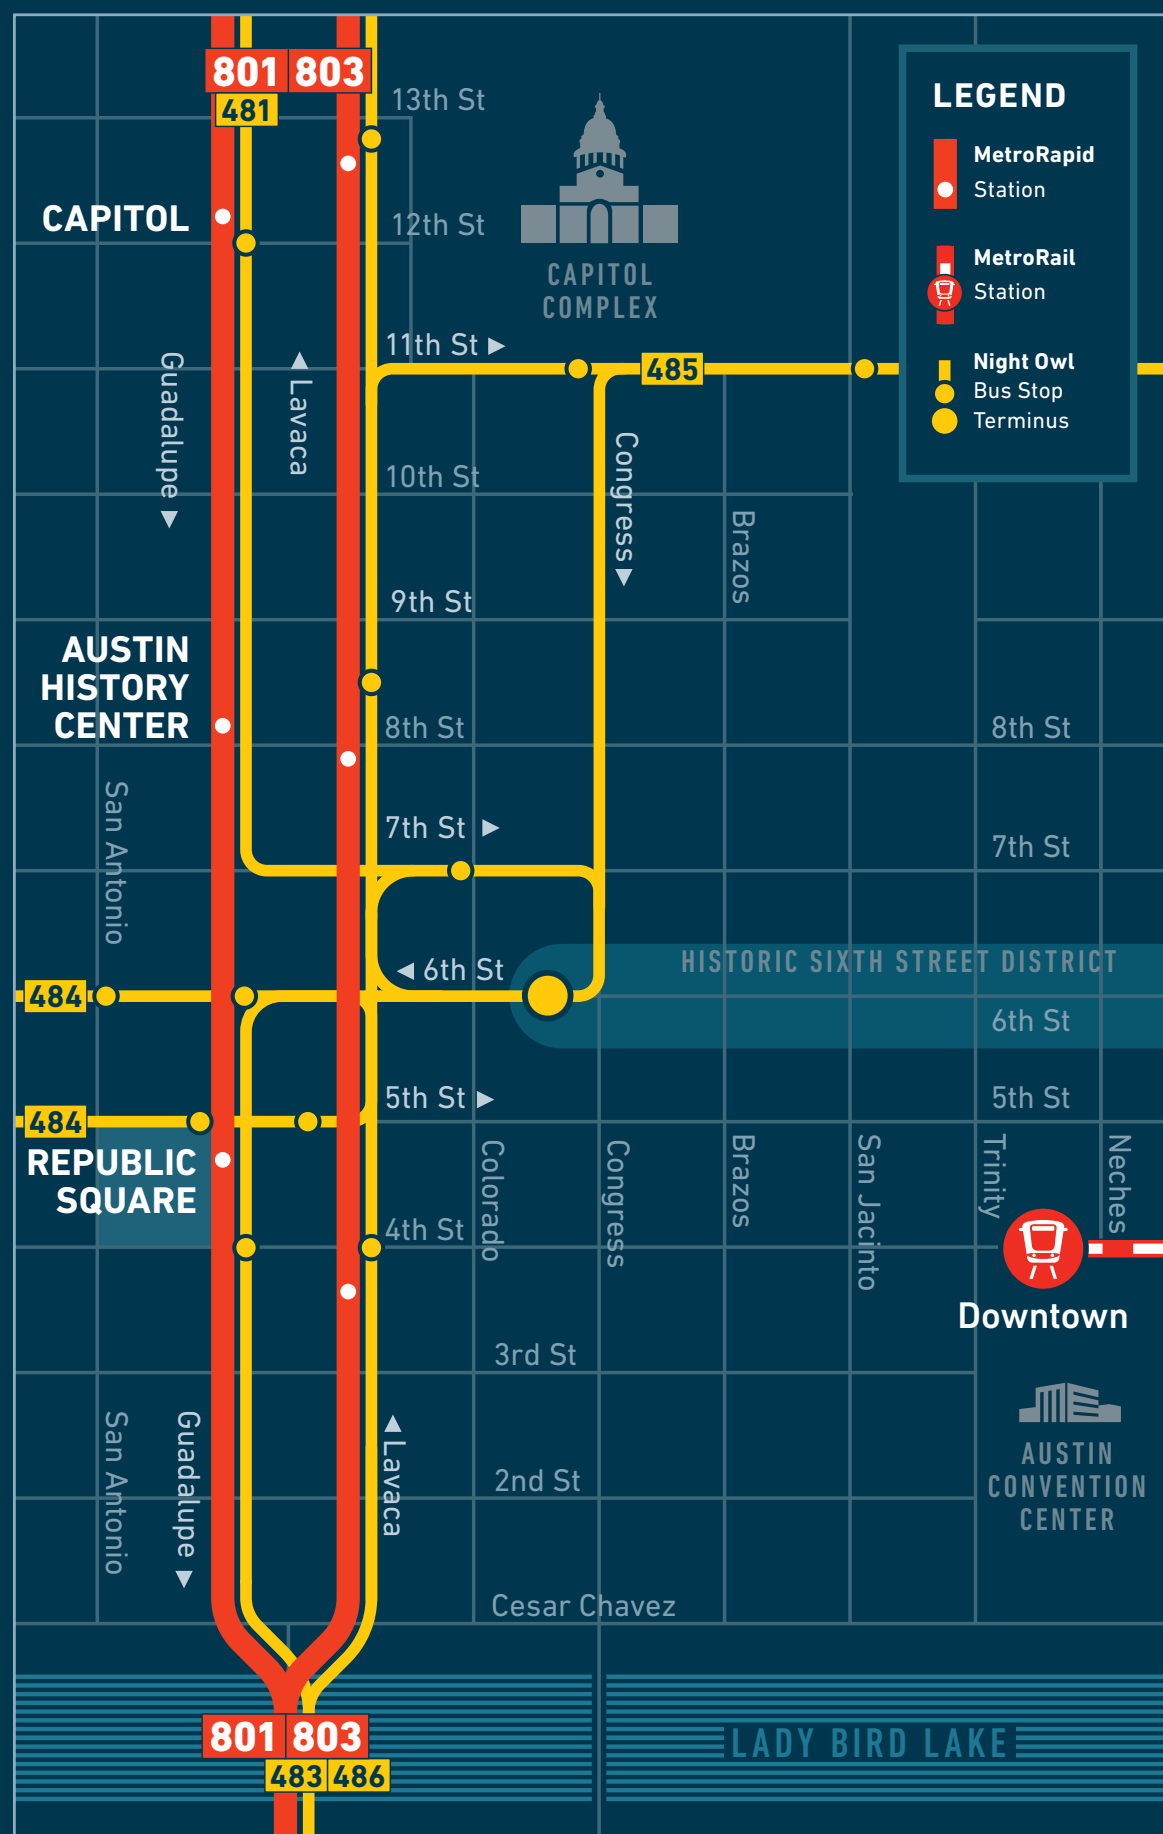 801 803
481
13th St
LEGEND
MetroRapid
Station
MetroRail
Station
Night Owl
Bus Stop
Terminus
CAPITOL
12th St
CAPITOL
COMPLEX
Guadalupe
Lavaca
11th St
485
Congress
10th St
Brazos
9th St
AUSTIN
HISTORY
CENTER
8th St
8th St
San Antonio
7th St
7th St
6th St
HISTORIC SIXTH STREET DISTRICT
484
6th St
5th St
5th St
484
REPUBLIC
SQUARE
Colorado
Congress
Brazos
San Jacinto
Trinity
Neches
4th St
Downtown
3rd St
AUSTIN
CONVENTION
CENTER
San Antonio
Guadalupe
Lavaca
2nd St
Cesar Chavez
801 803
483 486
LADY BIRD LAKE